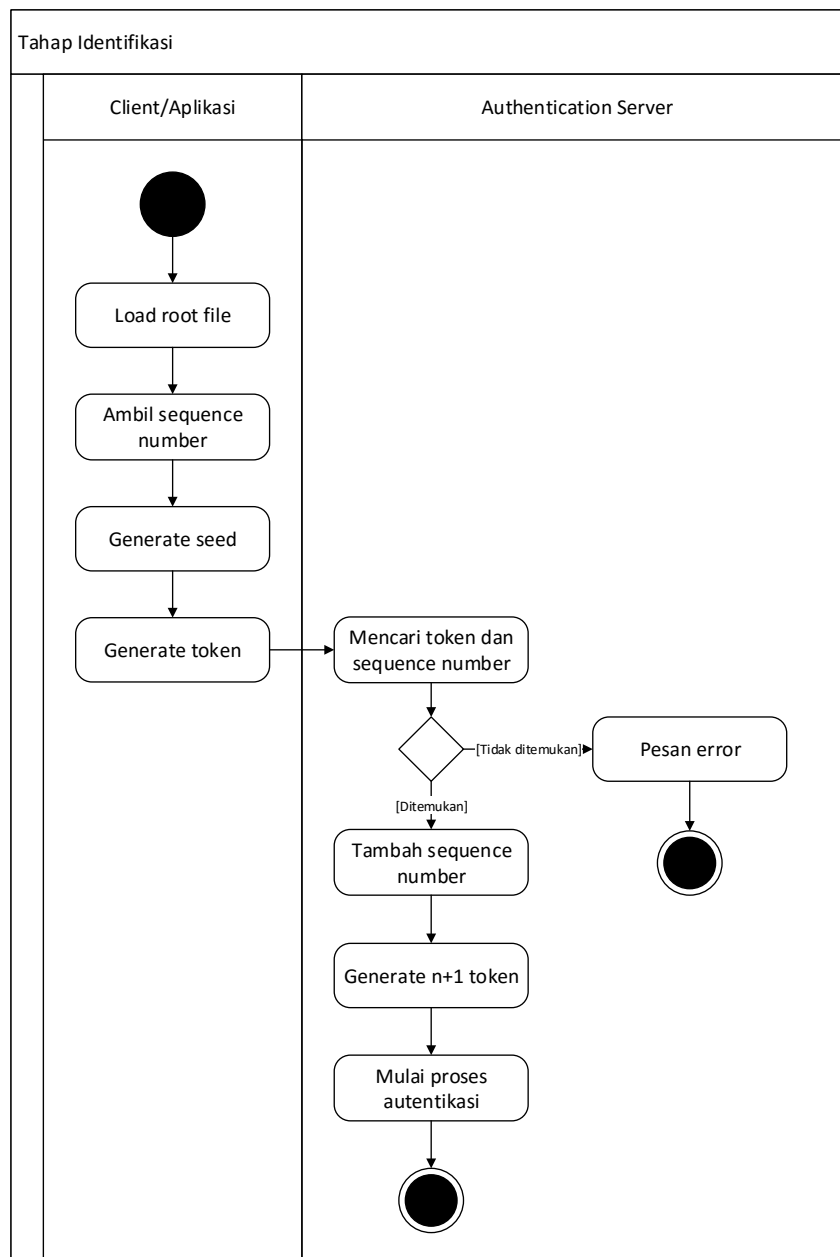 Tahap Identifikasi
Client/Aplikasi
Authentication Server
Load root file
Ambil sequence
number
Generate seed
Generate token
Mencari token dan
sequence number
[Tidak ditemukan]
Pesan error
[Ditemukan]
Tambah sequence
number
Generate n+1 token
Mulai proses
autentikasi